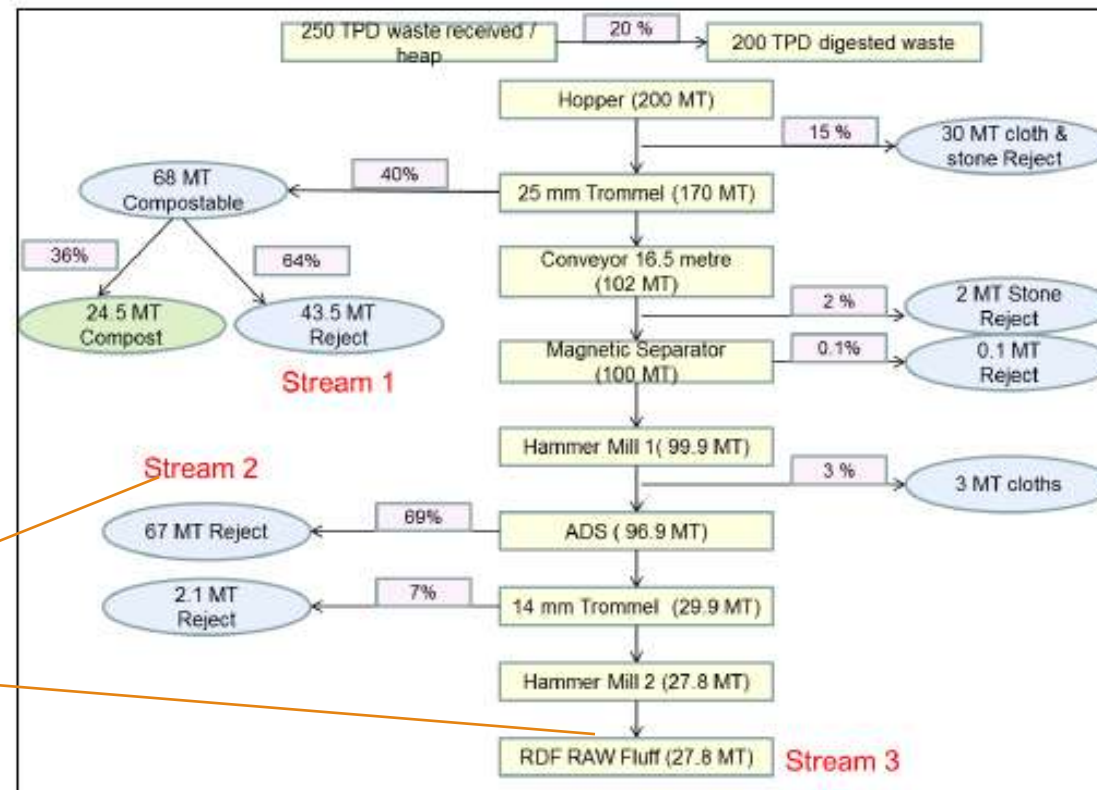 250 TPD waste received /
heap
20 %
200 TPD digested waste
Hopper (200 MT)
15 %
30 MT cloth &
stone Reject
68 MT
Compostable
40%
25 mm Trommel (170 MT)
36%
64%
Conveyor 16.5 metre
(102 MT)
24.5 MT
Compost
43.5 MT
Reject
2 %
2 MT Stone
Reject
Stream 1
Magnetic Separator
(100 MT)
0.1%
0.1 MT
Reject
Hammer Mill 1( 99.9 MT)
Stream 2
3 %
3 MT cloths
67 MT Reject
69%
ADS ( 96.9 MT)
2.1 MT
Reject
7%
14 mm Trommel (29.9 MT)
Hammer Mill 2 (27.8 MT)
RDF RAW Fluff (27.8 MT)
Stream 3